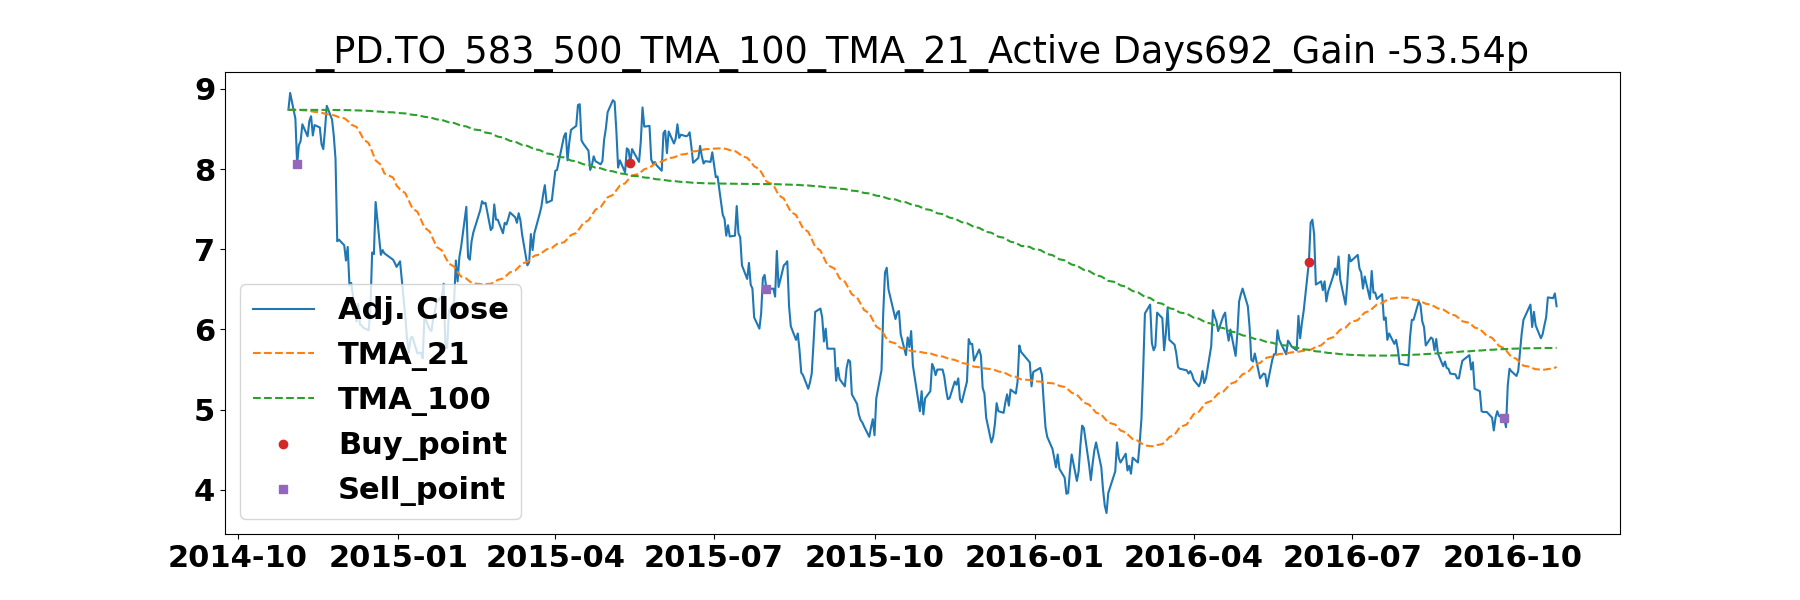 _PD.TO_583_500_TMA_100_TMA_21_Active Days692_Gain -53.54p
9
8
7
6
5
4
Adj. Close
TMA_21
TMA_100
Buy_point
Sell_point
2014-10 2015-01 2015-04 2015-07 2015-10 2016-01 2016-04 2016-07 2016-10